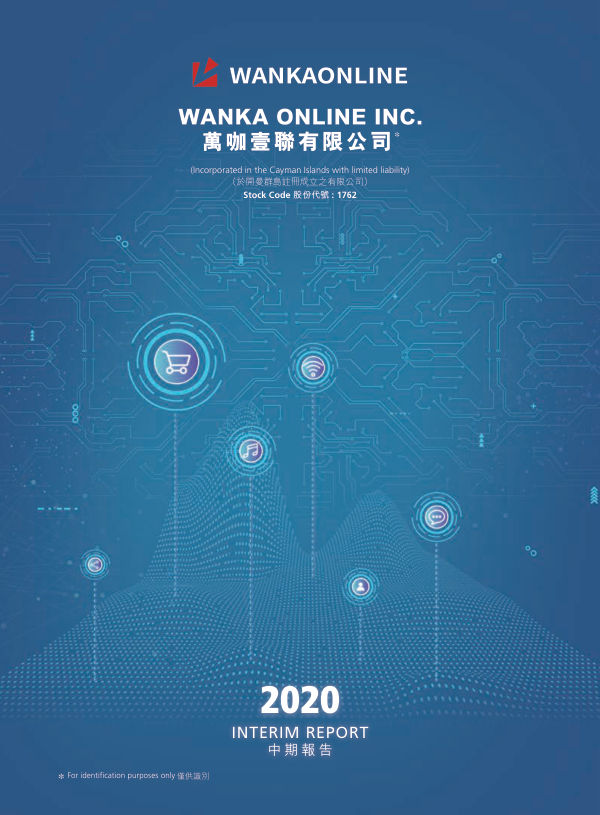 WANKAONLINE
WANKA ONLINE INC.
萬咖壹聯有限公司*
(Incorporated in the Cayman Islands with limited liability)
(於開曼群島註冊成立之有限公司)
Stock Code 股份代號 : 1762
2020
INTERIM REPORT
中期報告
* For identification purposes only 僅供識別